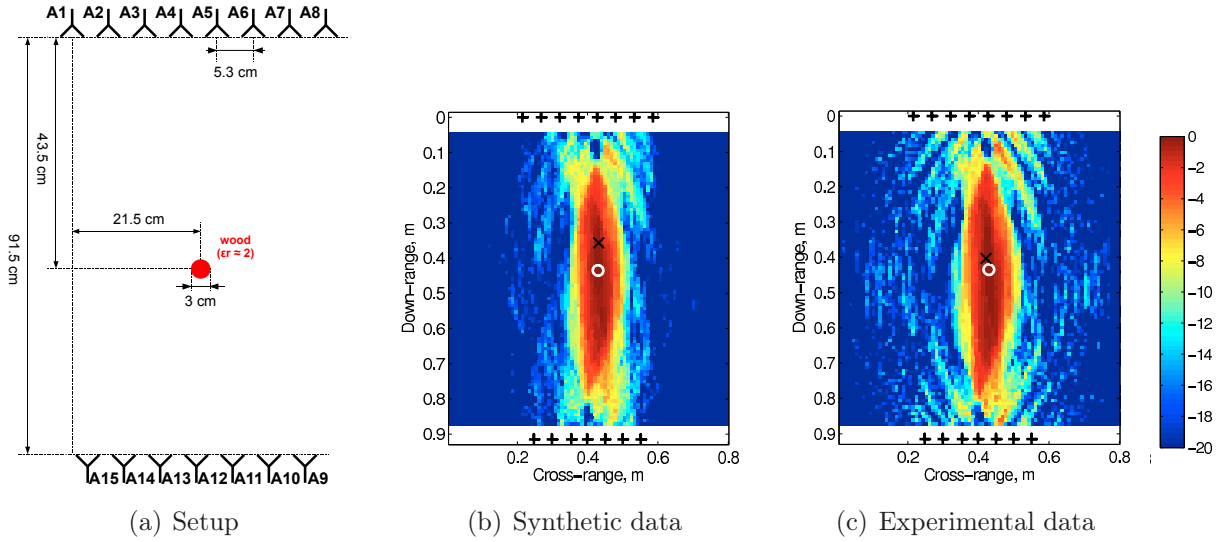 A1 A2 A3 A4 A5 A6 A7 A8
5.3 cm
43.5 cm
91.5cm
21.5 cm
wood
(εr ≈ 2)
3 cm
A15 A14 A13 A12 A11 A10 A9
(a) Setup
0
0.1
0.2
0.3
0.4
0.5
0.6
0.7
0.8
0.9
Down-range, m
0.2 0.4 0.6 0.8
Cross-range, m
(b) Synthetic data
0
0.1
0.2
0.3
0.4
0.5
0.6
0.7
0.8
0.9
Down-range, m
0.2 0.4 0.6 0.8
Cross-range, m
(c) Experimental data
0
−2
−4
−6
−8
−10
−12
−14
−16
−18
−20